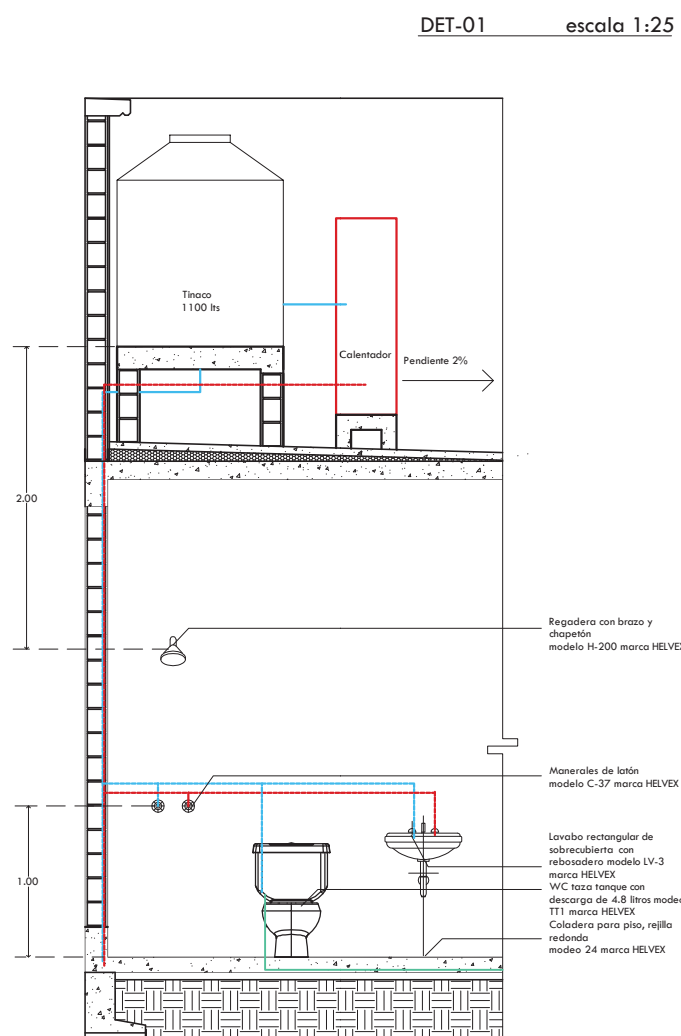 DET-01 escala 1:25
Tinaco
1100 lts
Calentador
Pendiente 2%
2.00
Regadera con brazo y
chapetón
modelo H-200 marca HELVEX
Manerales de latón
modelo C-37 marca HELVEX
1.00
Lavabo rectangular de
sobrecubierta con
rebosadero modelo LV-3
marca HELVEX
WC taza tanque con
descarga de 4.8 litros modeo
TT1 marca HELVEX
Coladera para piso, rejilla
redonda
modeo 24 marca HELVEX